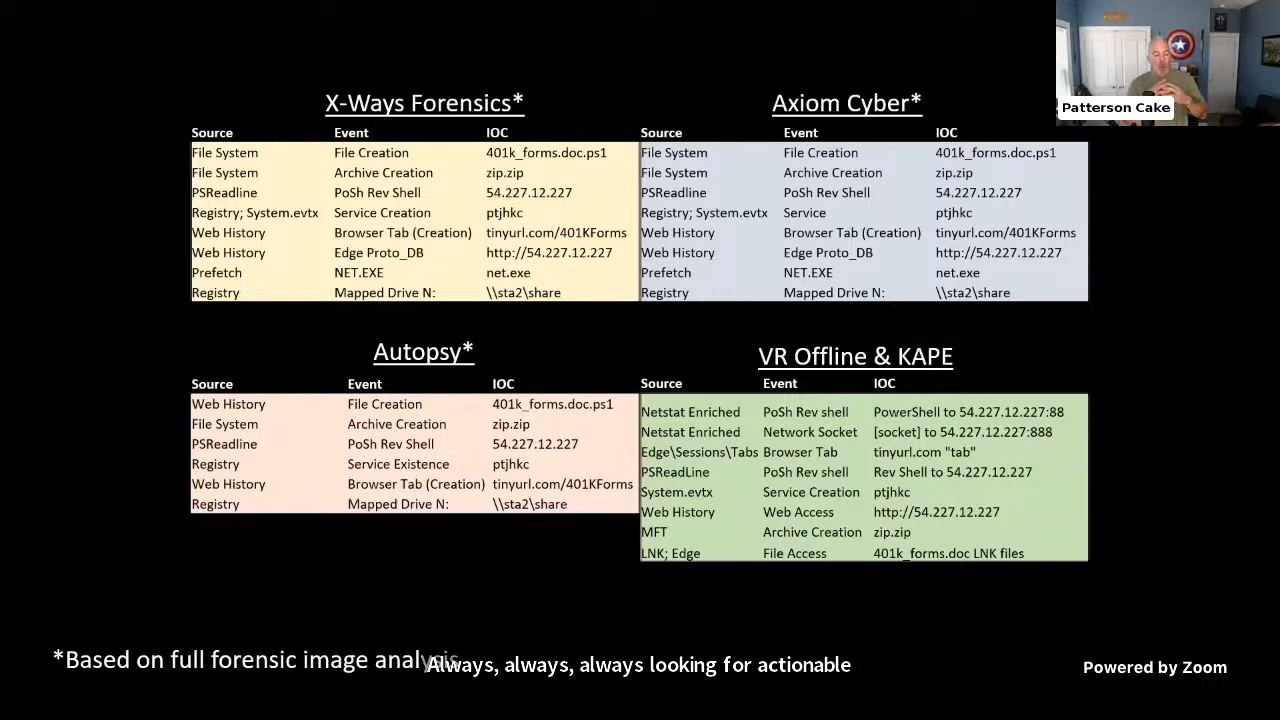 Patterson Cake
X-Ways Forensics*
Source Event IOC
File System File Creation 401k_forms.doc.ps1
File System Archive Creation zip.zip
PSReadline PoSh Rev Shell 54.227.12.227
Registry; System.evtx Service Creation ptjhkc
Web History Browser Tab (Creation) tinyurl.com/401KForms
Web History Edge Proto_DB http://54.227.12.227
Prefetch NET.EXE net.exe
Registry Mapped Drive N: \\sta2\share
Axiom Cyber*
Source Event IOC
File System File Creation 401k_forms.doc.ps1
File System Archive Creation zip.zip
PSReadline PoSh Rev Shell 54.227.12.227
Registry; System.evtx Service ptjhkc
Web History Browser Tab (Creation) tinyurl.com/401KForms
Web History Edge Proto_DB http://54.227.12.227
Prefetch NET.EXE net.exe
Registry Mapped Drive N: \\sta2\share
Autopsy*
Source Event IOC
Web History File Creation 401k_forms.doc.ps1
File System Archive Creation zip.zip
PSReadline PoSh Rev Shell 54.227.12.227
Registry Service Existence ptjhkc
Web History Browser Tab (Creation) tinyurl.com/401KForms
Registry Mapped Drive N: \\sta2\share
VR Offline & KAPE
Source Event IOC
Netstat Enriched PoSh Rev shell PowerShell to 54.227.12.227:88
Netstat Enriched Network Socket [socket] to 54.227.12.227:888
Edge\Sessions\Tabs Browser Tab tinyurl.com "tab"
PSReadLine PoSh Rev shell Rev Shell to 54.227.12.227
System.evtx Service Creation ptjhkc
Web History Web Access http://54.227.12.227
MFT Archive Creation zip.zip
LNK; Edge File Access 401k_forms.doc LNK files
*Based on full forensic image analysis
Always, always, always looking for actionable
Powered by Zoom